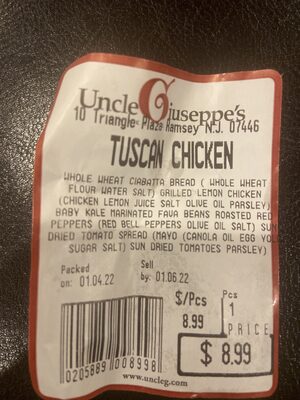 Uncle Giuseppe's
10 Triangle Plaza Ramsey N.J. 07446
TUSCAN CHICKEN
WHOLE WHEAT CIABATTA BREAD ( WHOLE WHEAT
FLOUR WATER SALT) GRILLED LEMON CHICKEN
(CHICKEN LEMON JUICE SALT OLIVE OIL PARSLEY)
BABY KALE MARINATED FAVA BEANS ROASTED RED
PEPPERS (RED BELL PEPPERS OLIVE OIL SALT) SUN
DRIED TOMATO SPREAD (MAYO (CANOLA OIL EGG
SUGAR SALT) SUN DRIED TOMATOES PARSLEY)
Packed on: 01.04.22 Sell by: 01.06.22
$/Pcs Pcs
8.99 1
PRICE
$ 8.99
0205889 008998
www.uncleg.com